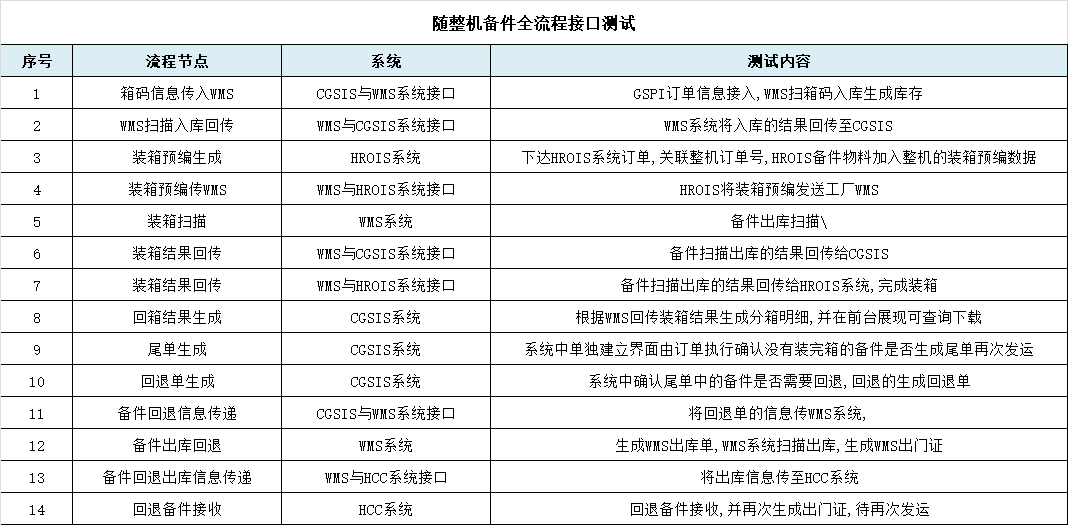 随整机备件全流程接口测试
序号 流程节点 系统 测试内容
1 箱码信息传入WMS CGSIS与WMS系统接口 GSPI订单信息接入,WMS扫箱码入库生成库存
2 WMS扫描入库回传 WMS与CGSIS系统接口 WMS系统将入库的结果回传至CGSIS
3 装箱预编生成 HROIS系统 下达HROIS系统订单,关联整机订单号,HROIS备件物料加入整机的装箱预编数据
4 装箱预编传WMS WMS与HROIS系统接口 HROIS将装箱预编发送工厂WMS
5 装箱扫描 WMS系统 备件出库扫描\
6 装箱结果回传 WMS与CGSIS系统接口 备件扫描出库的结果回传给CGSIS
7 装箱结果回传 WMS与HROIS系统接口 备件扫描出库的结果回传给HROIS系统,完成装箱
8 回箱结果生成 CGSIS系统 根据WMS回传装箱结果生成分箱明细,并在前台展现可查询下载
9 尾单生成 CGSIS系统 系统中单独建立界面由订单执行确认没有装完箱的备件是否生成尾单再次发运
10 回退单生成 CGSIS系统 系统中确认尾单中的备件是否需要回退,回退的生成回退单
11 备件回退信息传递 CGSIS与WMS系统接口 将回退单的信息传WMS系统,
12 备件出库回退 WMS系统 生成WMS出库单,WMS系统扫描出库,生成WMS出门证
13 备件回退出库信息传递 WMS与HCC系统接口 将出库信息传至HCC系统
14 回退备件接收 HCC系统 回退备件接收,并再次生成出门证,待再次发运